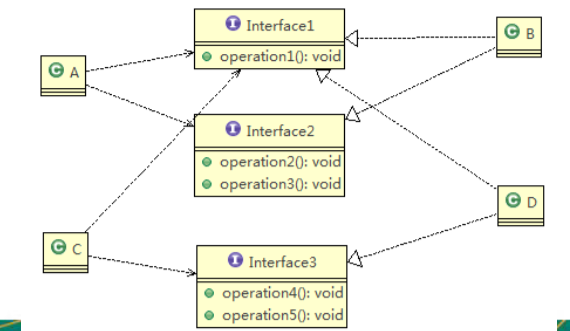 I Interface1
operation1(): void
C A
C B
I Interface2
operation2(): void
operation3(): void
C D
C C
I Interface3
operation4(): void
operation5(): void